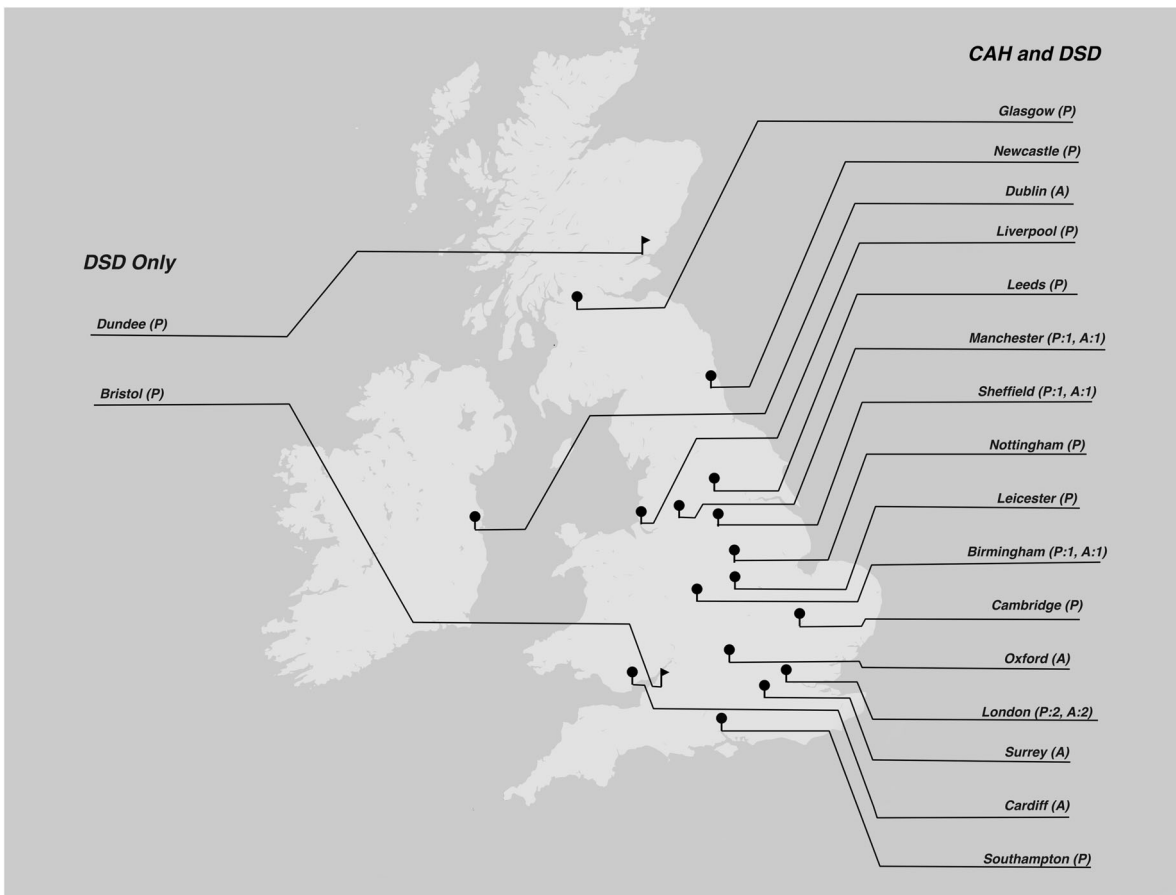 CAH and DSD
Glasgow (P)
Newcastle (P)
Dublin (A)
Liverpool (P)
DSD Only
Leeds (P)
Dundee (P)
Manchester (P:1, A:1)
Bristol (P)
Sheffield (P:1, A:1)
Nottingham (P)
Leicester (P)
Birmingham (P:1, A:1)
Cambridge (P)
Oxford (A)
London (P:2, A:2)
Surrey (A)
Cardiff (A)
Southampton (P)